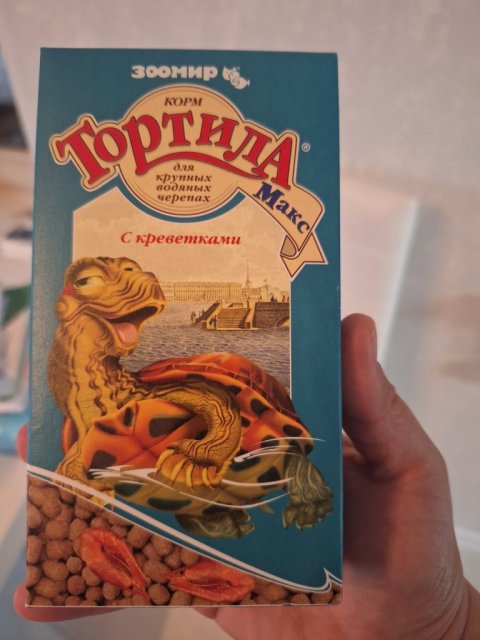 ЗООМИР
КОРМ
ТОРТИЛА®
для
крупных
водяных
черепах
Макс
С креветками